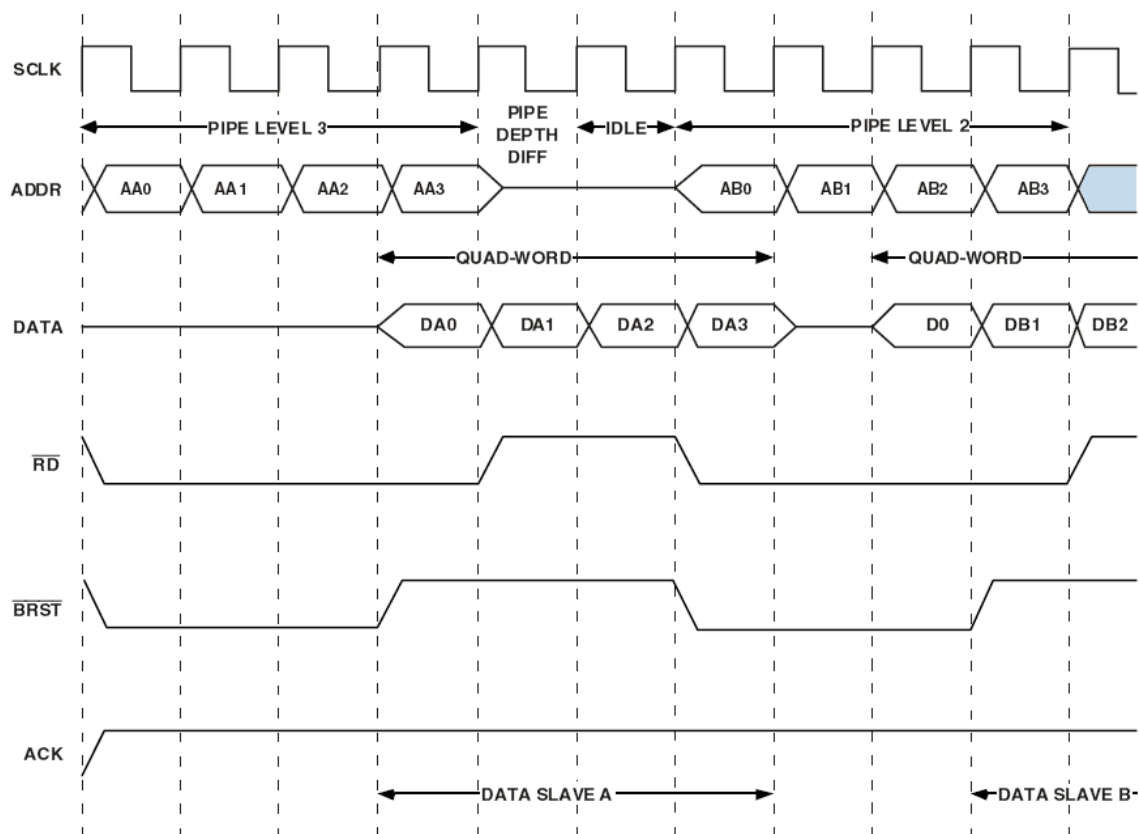 SCLK
PIPE LEVEL 3
PIPE
DEPTH
DIFF
IDLE
PIPE LEVEL 2
ADDR
AA0 AA1 AA2 AA3 AB0 AB1 AB2 AB3
QUAD-WORD QUAD-WORD
DATA
DA0 DA1 DA2 DA3 D0 DB1 DB2
RD
BRST
ACK
DATA SLAVE A DATA SLAVE B